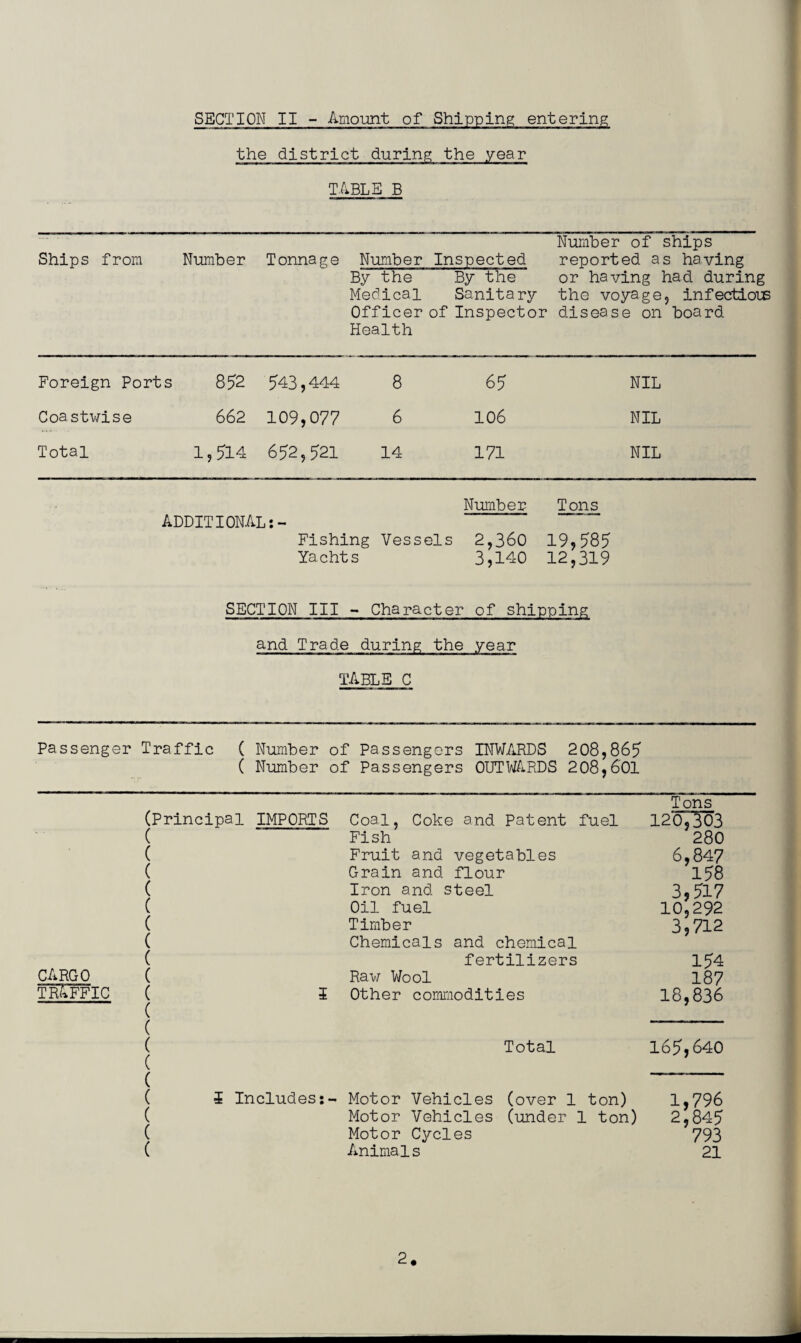 SECTION II - Amount of Shipping entering
the district during the year
TABLE B
Ships from Number Tonnage Number Inspected Number of ships reported as having
By the By the or having had during
Medical Sanitary the voyage, infectious
Officer of Inspector disease on board
Health
Foreign Ports 852 543,444 8 65 NIL
Coastwise 662 109,077 6 106 NIL
Total 1,514 652,521 14 171 NIL
Number Tons
ADDITIONAL:-
Fishing Vessels 2,360 19,585
Yachts 3,140 12,319
SECTION III - Character of shipping
and Trade during the year
TABLE C
Passenger Traffic ( Number of Passengers INWARDS 208,865
( Number of Passengers OUTWARDS 208,601
Tons
(Principal IMPORTS Coal, Coke and Patent fuel 120,303
( Fish 280
( Fruit and vegetables 6,847
( Grain and flour 158
( Iron and steel 3,517
( Oil fuel 10,292
( Timber 3,712
( Chemicals and chemical
( fertilizers 154
CARGO ( Raw Wool 187
TRAFFIC ( I Other commodities 18,836
(
(
( Total 165,640
(
(
( I Includes:- Motor Vehicles (over 1 ton) 1,796
( Motor Vehicles (under 1 ton) 2,845
( Motor Cycles 793
( Animals 21
2.